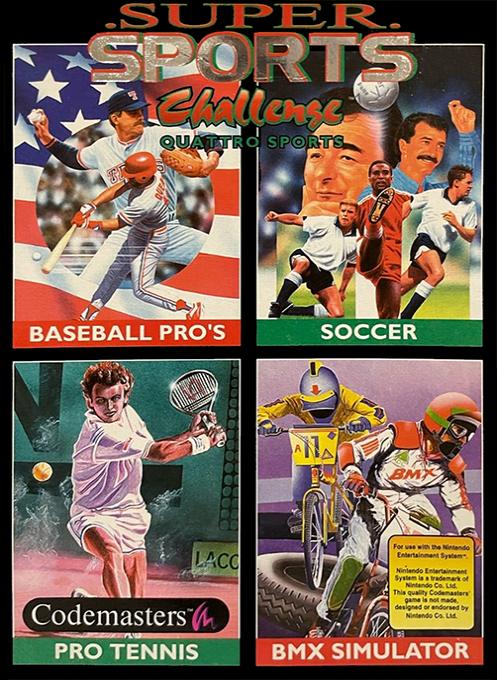 .SUPER.
SPORTS
Challenge™
QUATTRO SPORTS
BASEBALL PRO'S
SOCCER
BMX
LACO
Codemasters™
For use with the Nintendo
Entertainment System™.
Nintendo Entertainment
System is a trademark of
Nintendo Co. Ltd.
This quality Codemasters'
game is not made,
designed or endorsed by
Nintendo Co. Ltd.
PRO TENNIS
BMX SIMULATOR